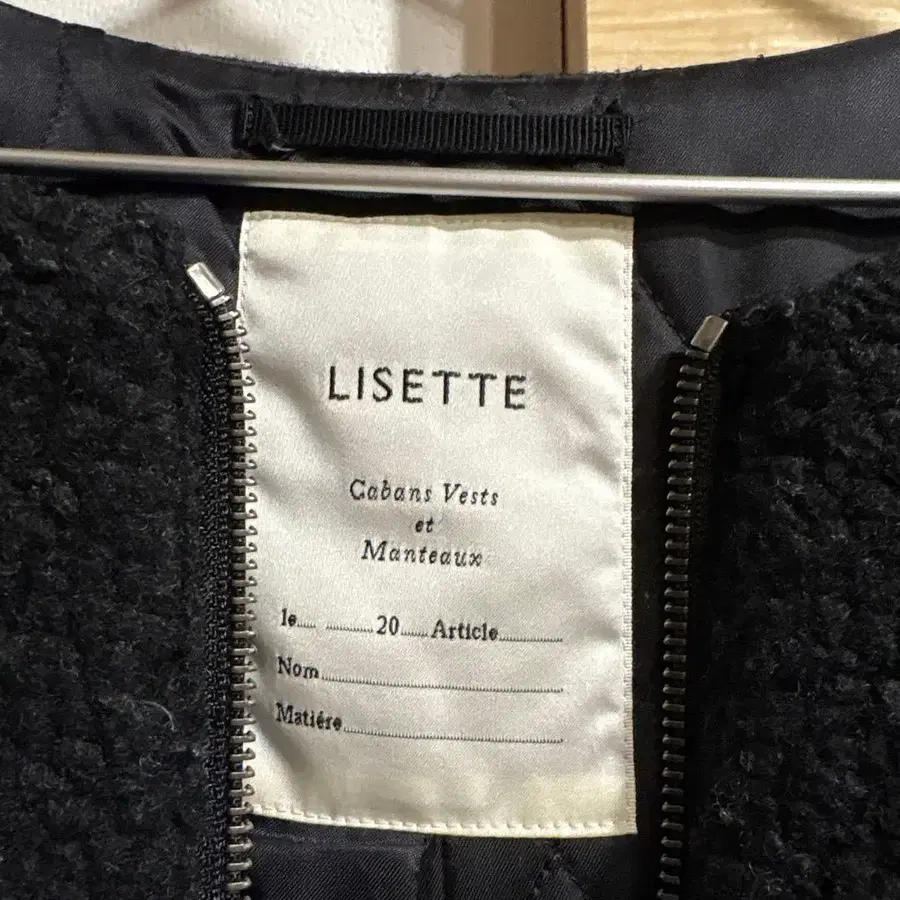 LISETTE
Cabans Vests
et
Manteaux
le.... ..........20......Article..............
Nom..................................................
Matiére.............................................